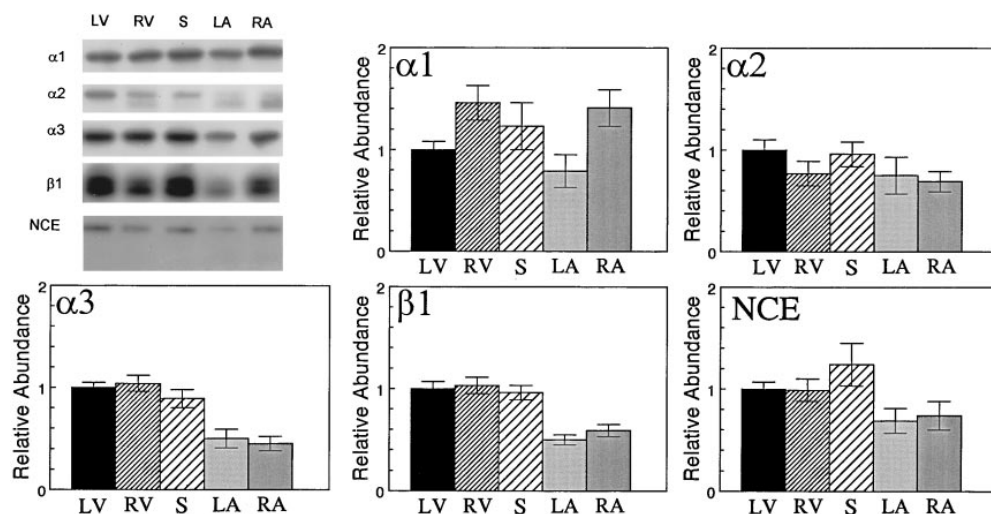 LV RV S LA RA
α1
α2
α3
β1
NCE
α1
Relative Abundance
2
1
0
LV RV S LA RA
α2
Relative Abundance
2
1
0
LV RV S LA RA
α3
Relative Abundance
2
1
0
LV RV S LA RA
β1
Relative Abundance
2
1
0
LV RV S LA RA
NCE
Relative Abundance
2
1
0
LV RV S LA RA